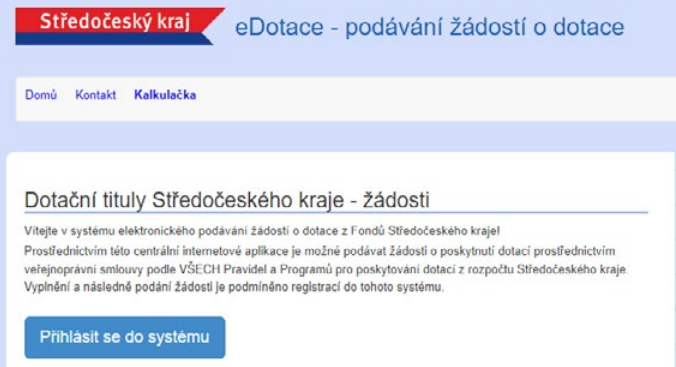 Středočeský kraj
eDotace - podávání žádostí o dotace
Domů Kontakt Kalkulačka
Dotační tituly Středočeského kraje - žádosti
Vítejte v systému elektronického podávání žádostí o dotace z Fondů Středočeského kraje!
Prostřednictvím této centrální internetové aplikace je možné podávat žádosti o poskytnutí dotací prostřednictvím
veřejnoprávní smlouvy podle VŠECH Pravidel a Programů pro poskytování dotací z rozpočtu Středočeského kraje.
Vyplnění a následně podání žádosti je podmíněno registrací do tohoto systému.
Přihlásit se do systému